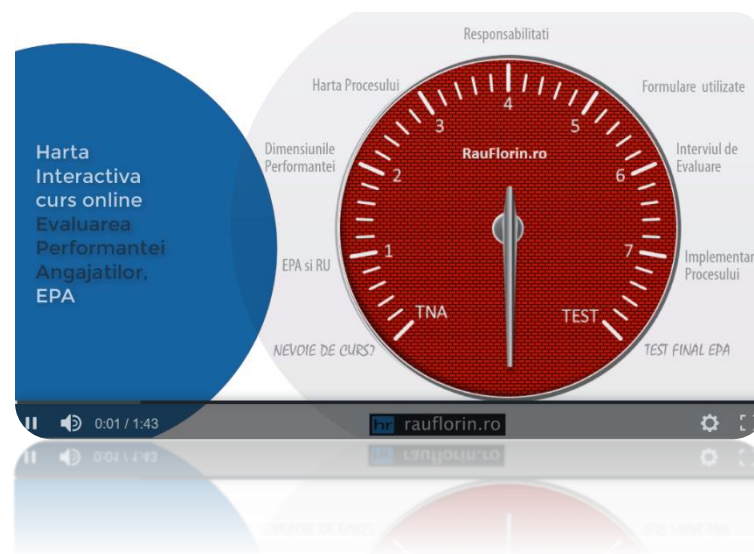 Responsabilitati
Harta Procesului
Formulare utilizate
4
3
5
Harta
Interactiva
curs online
Evaluarea
Performantei
Angajatilor,
EPA
Dimensiunile
Performantei
RauFlorin.ro
Interviul de
Evaluare
2
6
EPA si RU
1
7
Implementar
Procesului
TNA
TEST
NEVOIE DE CURS?
TEST FINAL EPA
0:01 / 1:43
hr rauflorin.ro